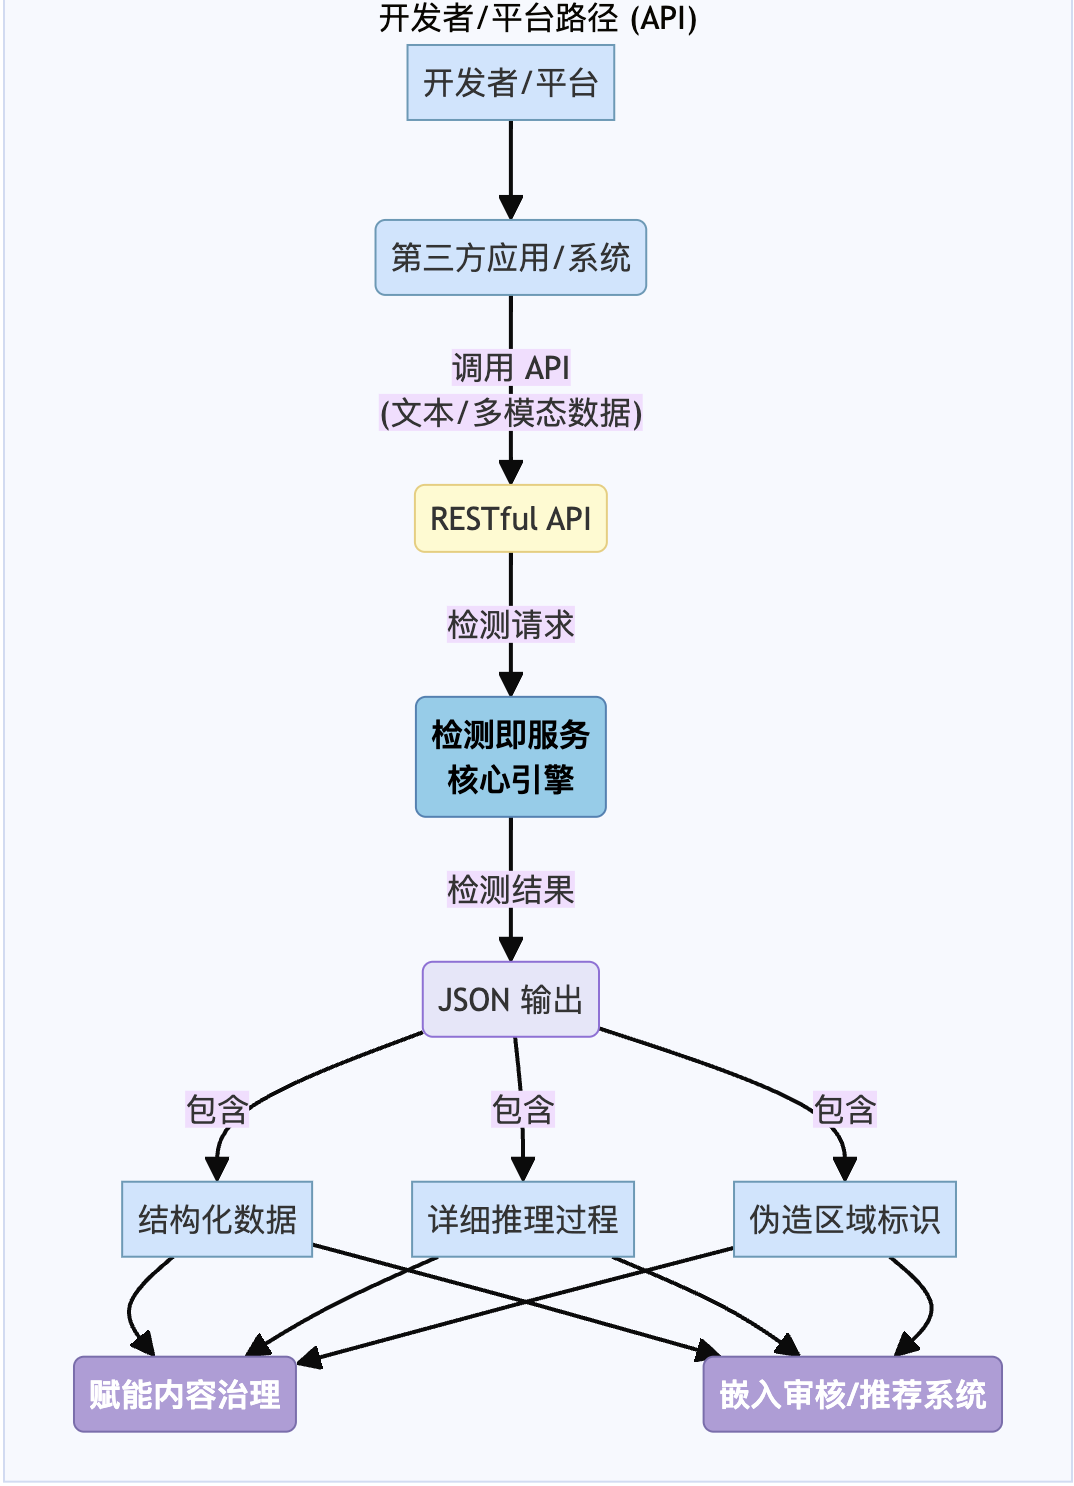 开发者/平台路径 (API)
开发者/平台
第三方应用/系统
调用 API
(文本/多模态数据)
RESTful API
检测请求
检测即服务
核心引擎
检测结果
JSON 输出
包含
包含
包含
结构化数据
详细推理过程
伪造区域标识
赋能内容治理
嵌入审核/推荐系统